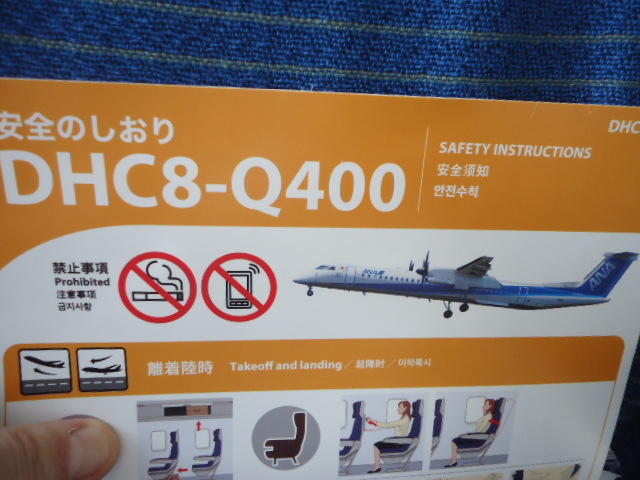 安全のしおり
DHC8-Q400
DHC
SAFETY INSTRUCTIONS
安全须知
안전수칙
禁止事項
Prohibited
注意事項
금지사항
ANA
ANA
離着陸時 Takeoff and landing / 起降时 / 이착륙시